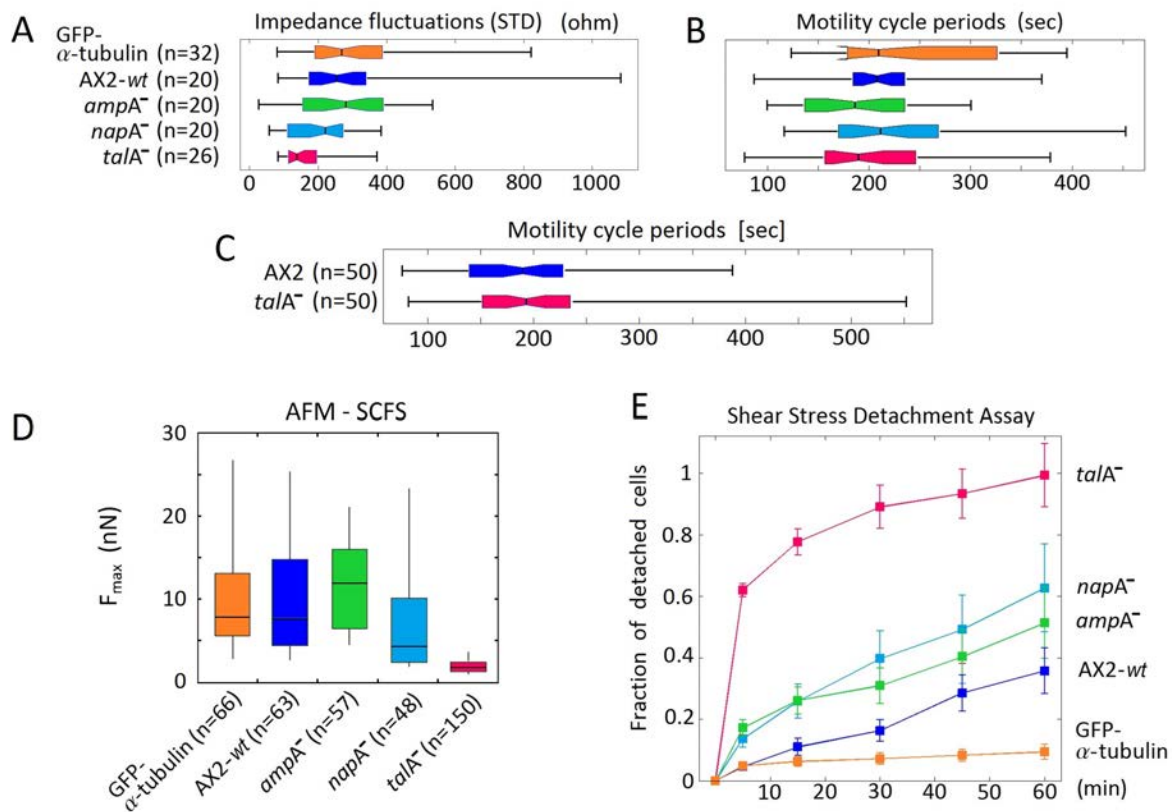 A
Impedance fluctuations (STD) (ohm)
GFP-
α-tubulin (n=32)
AX2-wt (n=20)
ampA⁻ (n=20)
napA⁻ (n=20)
talA⁻ (n=26)
0 200 400 600 800 1000
B
Motility cycle periods (sec)
100 200 300 400
C
Motility cycle periods [sec]
AX2 (n=50)
talA⁻ (n=50)
100 200 300 400 500
D
AFM - SCFS
30
20
10
0
Fmax (nN)
GFP-
α-tubulin (n=66)
AX2-wt (n=63)
ampA⁻ (n=57)
napA⁻ (n=48)
talA⁻ (n=150)
E
Shear Stress Detachment Assay
Fraction of detached cells
1
0.8
0.6
0.4
0.2
0
0 10 20 30 40 50 60 (min)
talA⁻
napA⁻
ampA⁻
AX2-wt
GFP-
α-tubulin